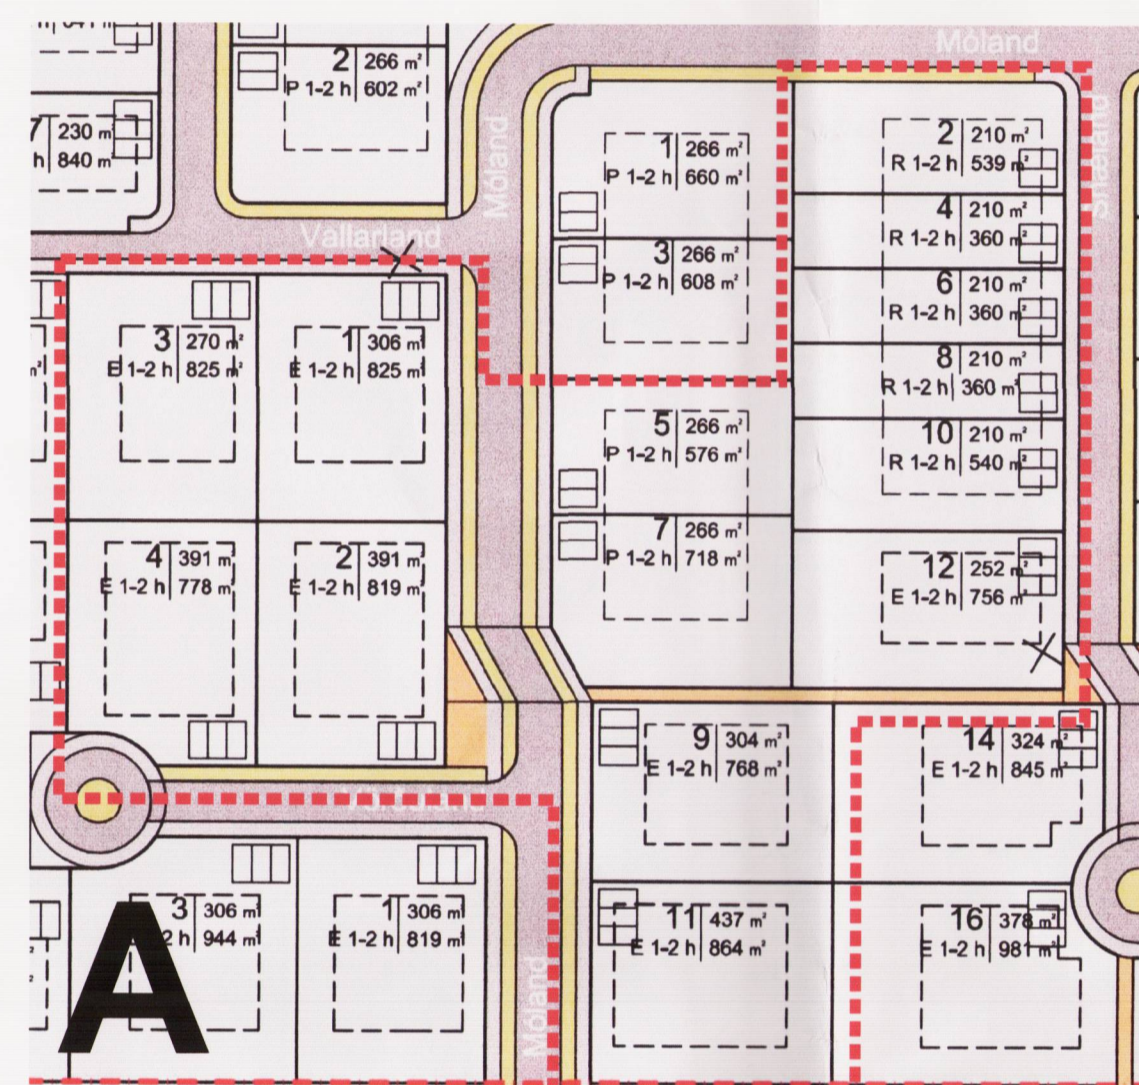 Móland
2 266 m²
P 1-2 h 602 m²
7 230 m²
h 840 m²
Móland
Vallarland
1 266 m²
P 1-2 h 660 m²
3 266 m²
P 1-2 h 608 m²
2 210 m²
R 1-2 h 539 m²
4 210 m²
R 1-2 h 360 m²
6 210 m²
R 1-2 h 360 m²
8 210 m²
R 1-2 h 360 m²
10 210 m²
R 1-2 h 540 m²
12 252 m²
E 1-2 h 756 m²
Snæland
3 270 m²
E 1-2 h 825 m²
1 306 m²
E 1-2 h 825 m²
5 266 m²
P 1-2 h 576 m²
7 266 m²
P 1-2 h 718 m²
4 391 m²
E 1-2 h 778 m²
2 391 m²
E 1-2 h 819 m²
9 304 m²
E 1-2 h 768 m²
14 324 m²
E 1-2 h 845 m²
3 306 m²
2 h 944 m²
1 306 m²
E 1-2 h 819 m²
11 437 m²
E 1-2 h 864 m²
16 378 m²
E 1-2 h 981 m²
A
Móland